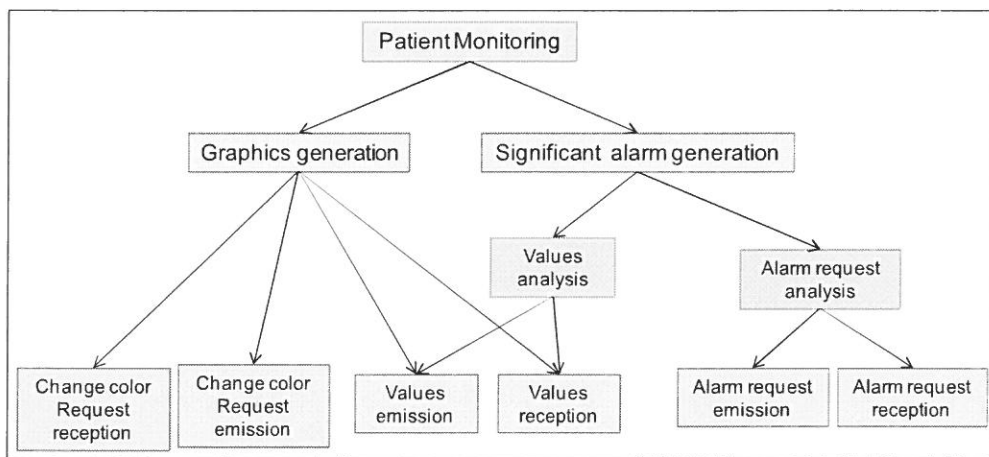 Patient Monitoring
Graphics generation
Significant alarm generation
Values
analysis
Alarm request
analysis
Change color
Request
reception
Change color
Request
emission
Values
emission
Values
reception
Alarm request
emission
Alarm request
reception